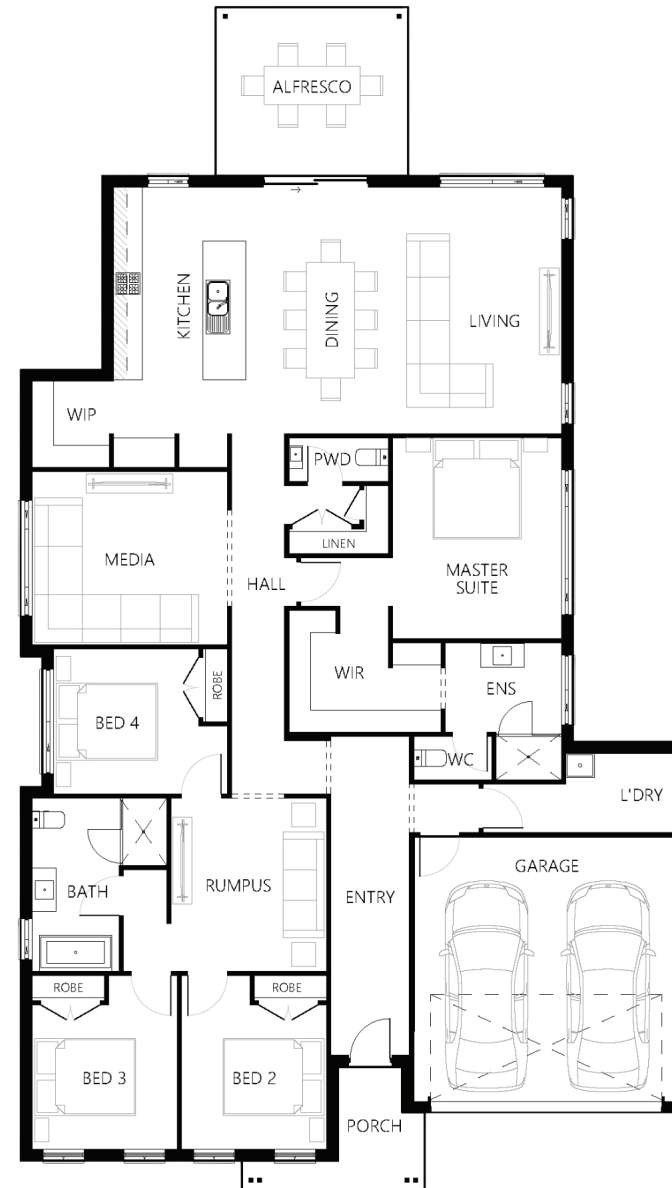 ALFRESCO
KITCHEN
DINING
LIVING
WIP
PWD
LINEN
MEDIA
HALL
MASTER
SUITE
WIR
ENS
ROBE
BED 4
WC
L'DRY
GARAGE
BATH
RUMPUS
ENTRY
ROBE
ROBE
BED 3
BED 2
PORCH